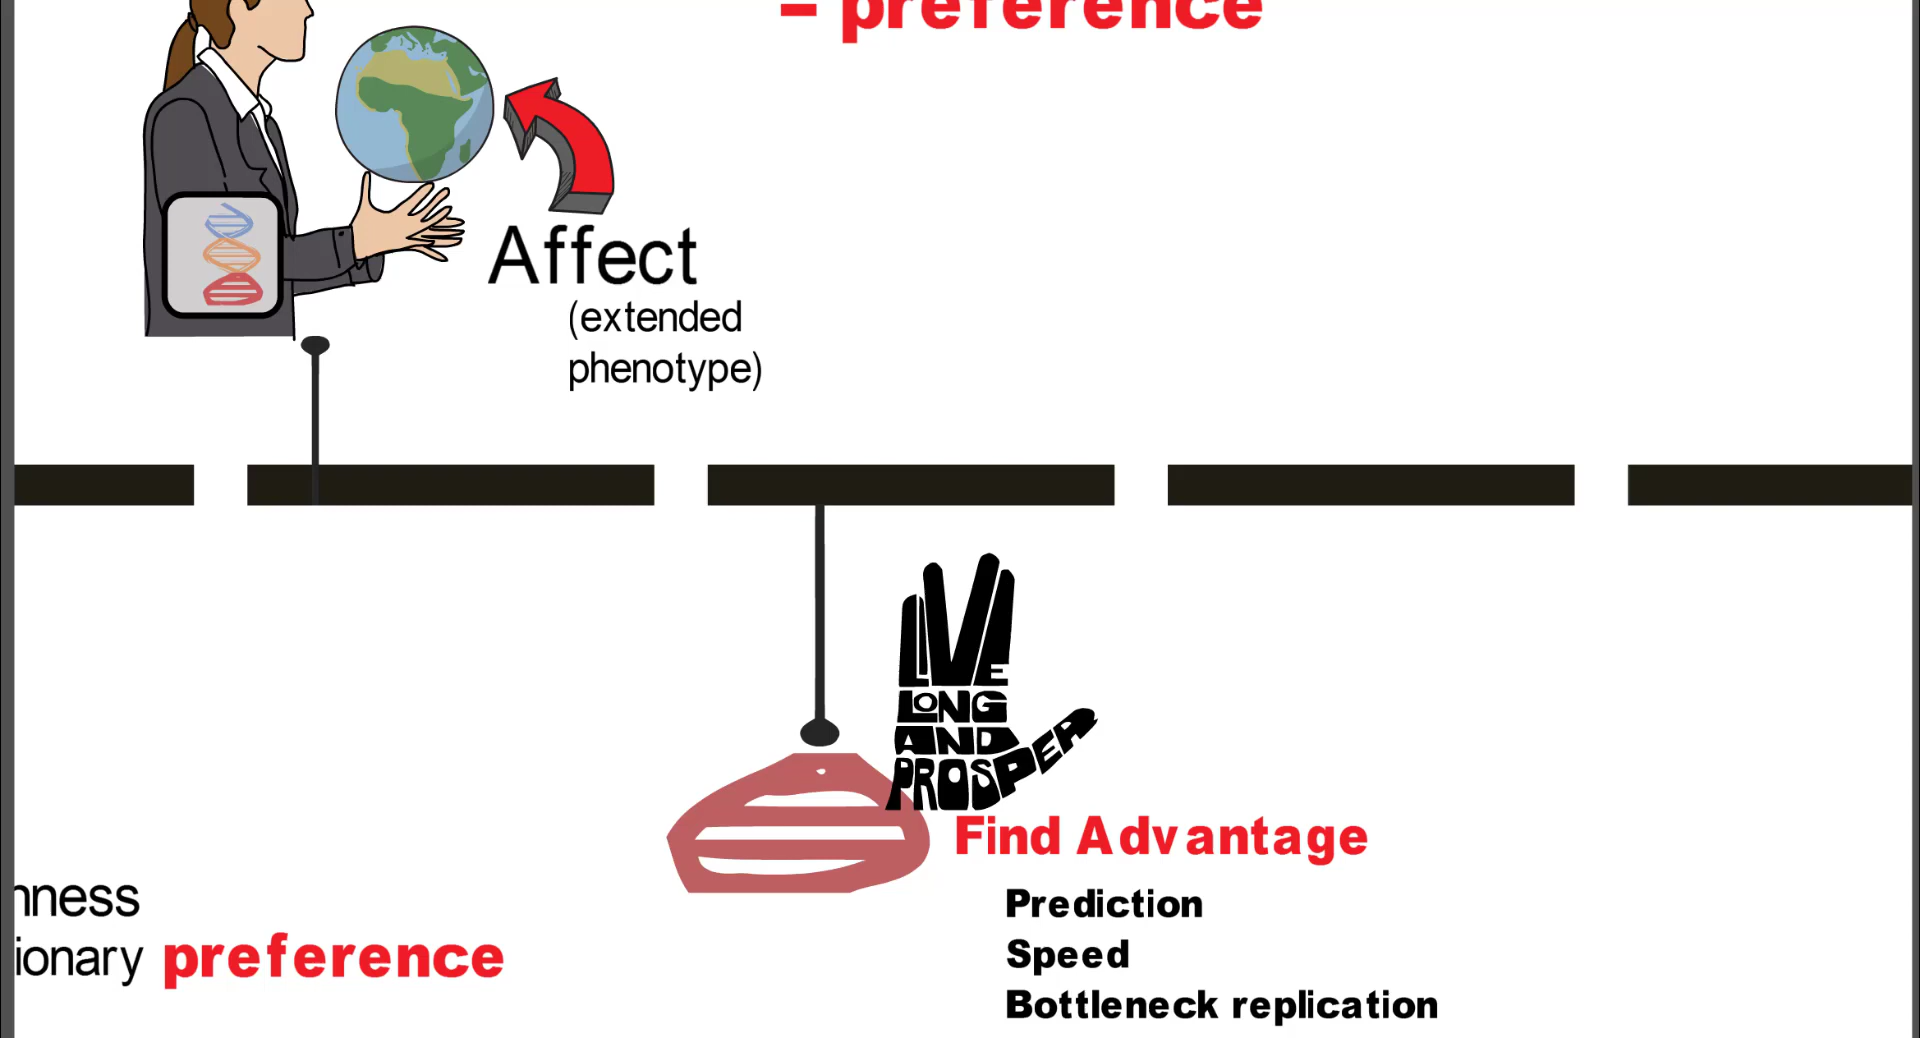 – preference
Affect
(extended
phenotype)
LIVE
LONG
AND
PROSPER
Find Advantage
Prediction
Speed
Bottleneck replication
nness
ionary preference